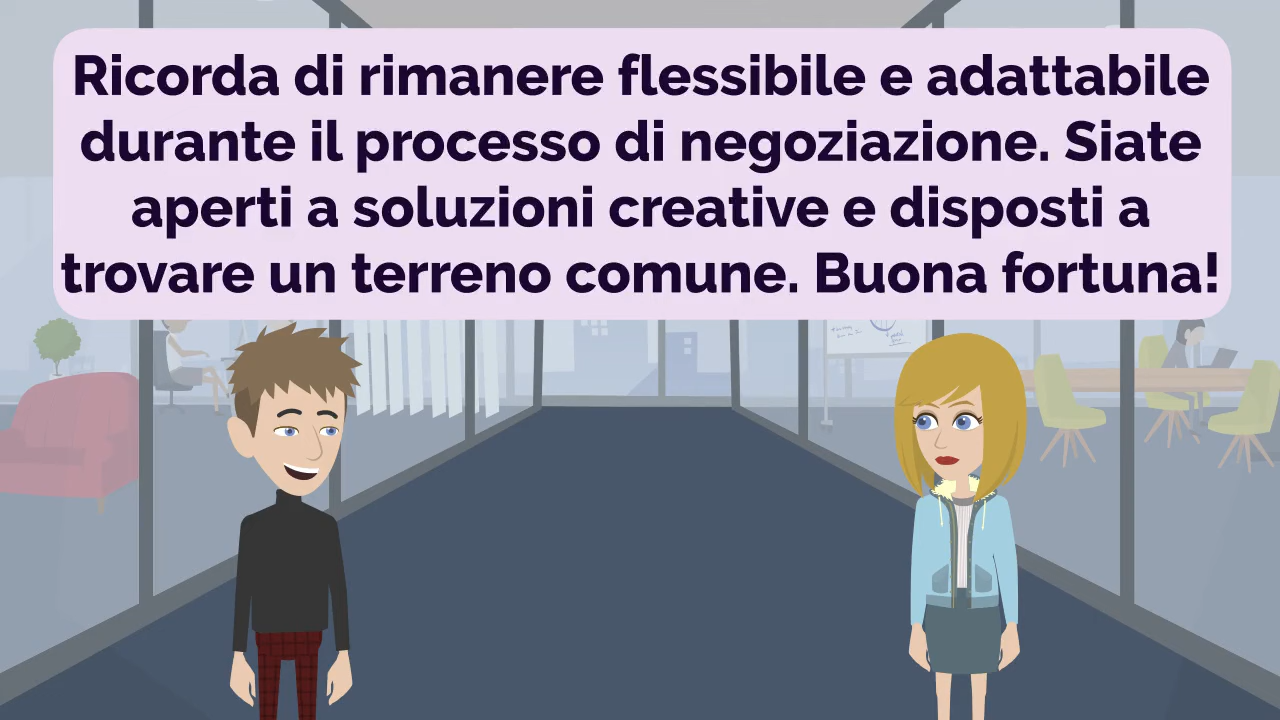 Ricorda di rimanere flessibile e adattabile
durante il processo di negoziazione. Siate
aperti a soluzioni creative e disposti a
trovare un terreno comune. Buona fortuna!